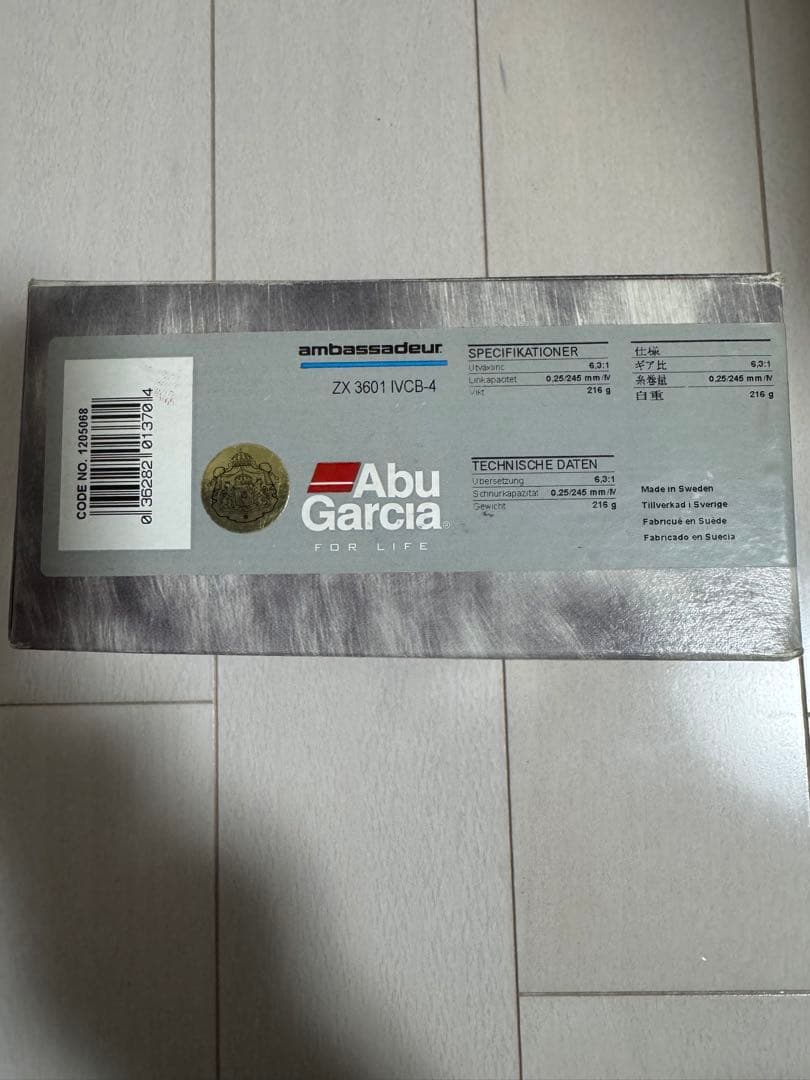 CODE NO. 1205068
0 36282 01370 4
ambassadeur
ZX 3601 IVCB-4
Abu
Garcia®
FOR LIFE
SPECIFIKATIONER
Utväxling 6,3:1
Linkapacitet 0,25/245 mm/M
Vikt 216 g
TECHNISCHE DATEN
Übersetzung 6,3:1
Schnurkapazität 0,25/245 mm/M
Gewicht 216 g
仕様
ギア比 6,3:1
糸巻量 0,25/245 mm/M
自重 216 g
Made in Sweden
Tillverkad i Sverige
Fabriqué en Suède
Fabricado en Suecia